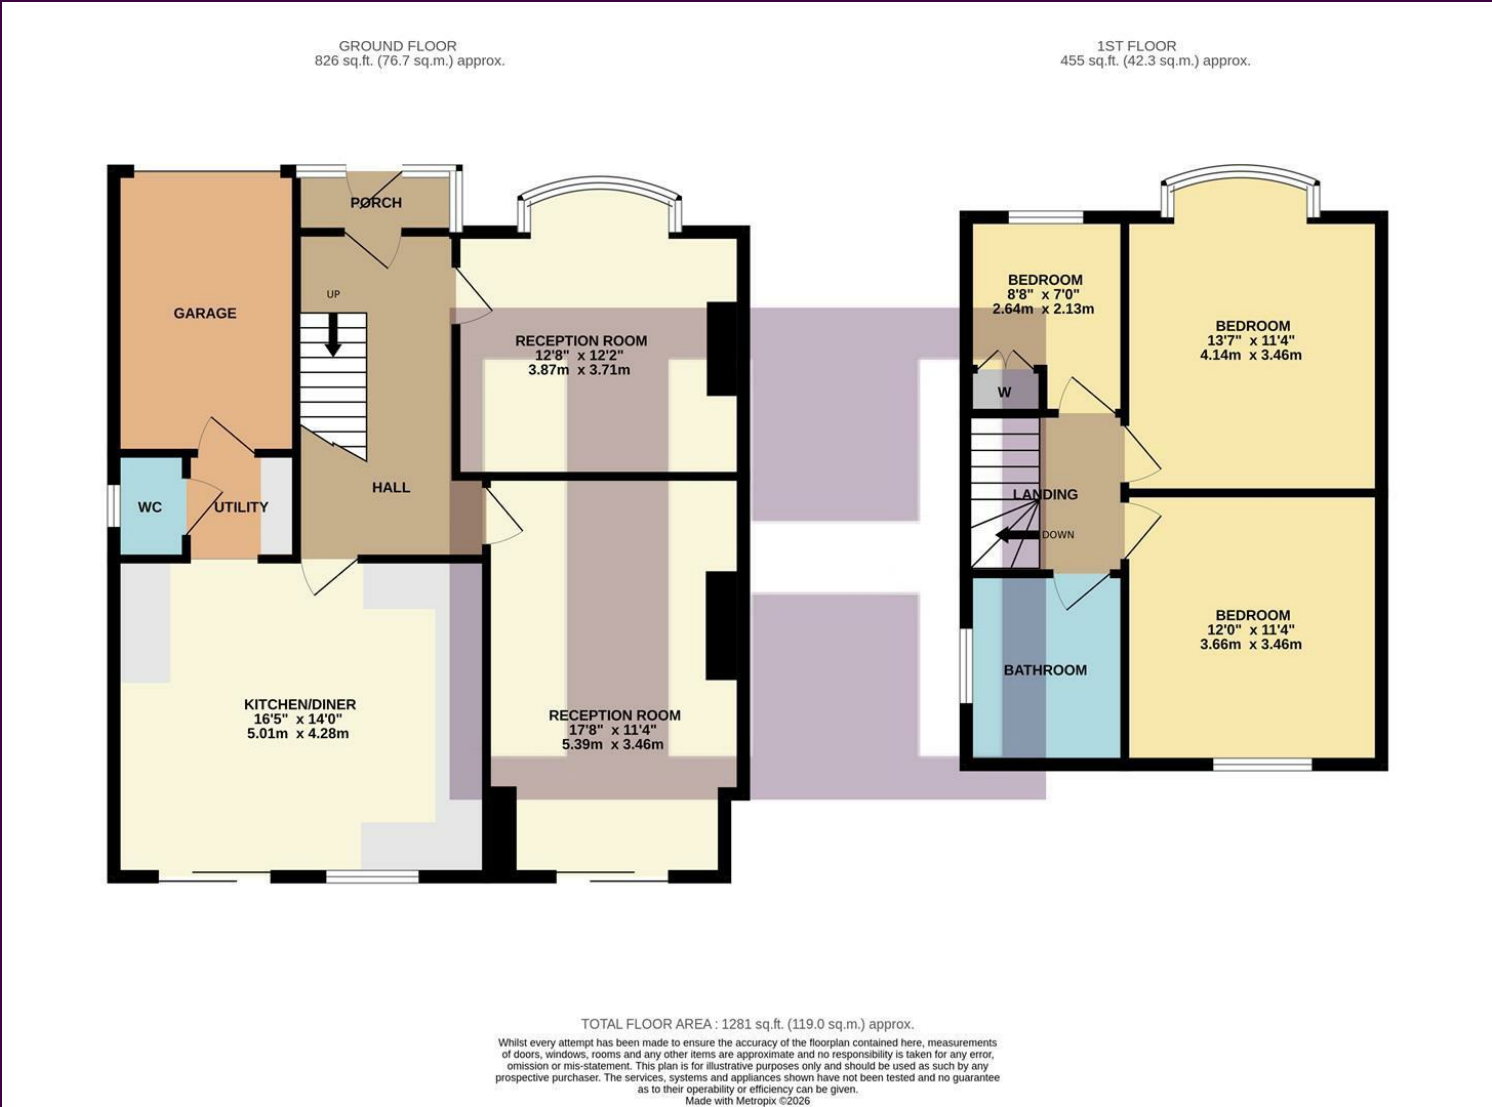 GROUND FLOOR
826 sq.ft. (76.7 sq.m.) approx.
1ST FLOOR
455 sq.ft. (42.3 sq.m.) approx.
PORCH
GARAGE
UP
RECEPTION ROOM
12'8" x 12'2"
3.87m x 3.71m
HALL
WC
UTILITY
KITCHEN/DINER
16'5" x 14'0"
5.01m x 4.28m
RECEPTION ROOM
17'8" x 11'4"
5.39m x 3.46m
BEDROOM
8'8" x 7'0"
2.64m x 2.13m
BEDROOM
13'7" x 11'4"
4.14m x 3.46m
W
LANDING
DOWN
BEDROOM
12'0" x 11'4"
3.66m x 3.46m
BATHROOM
TOTAL FLOOR AREA : 1281 sq.ft. (119.0 sq.m.) approx.
Whilst every attempt has been made to ensure the accuracy of the floorplan contained here, measurements
of doors, windows, rooms and any other items are approximate and no responsibility is taken for any error,
omission or mis-statement. This plan is for illustrative purposes only and should be used as such by any
prospective purchaser. The services, systems and appliances shown have not been tested and no guarantee
as to their operability or efficiency can be given.
Made with Metropix ©2026